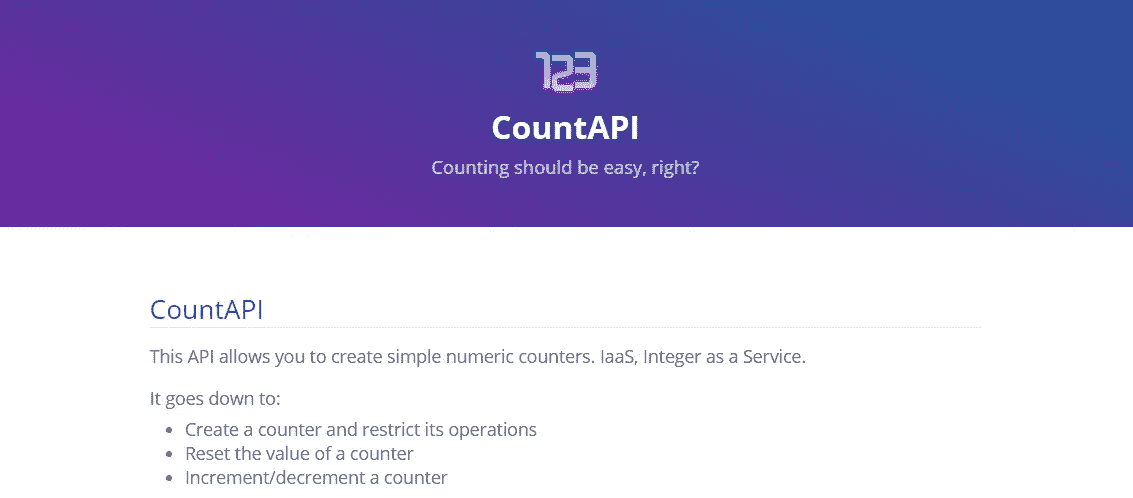 123
CountAPI
Counting should be easy, right?
CountAPI
This API allows you to create simple numeric counters. IaaS, Integer as a Service.
It goes down to:
Create a counter and restrict its operations
Reset the value of a counter
Increment/decrement a counter